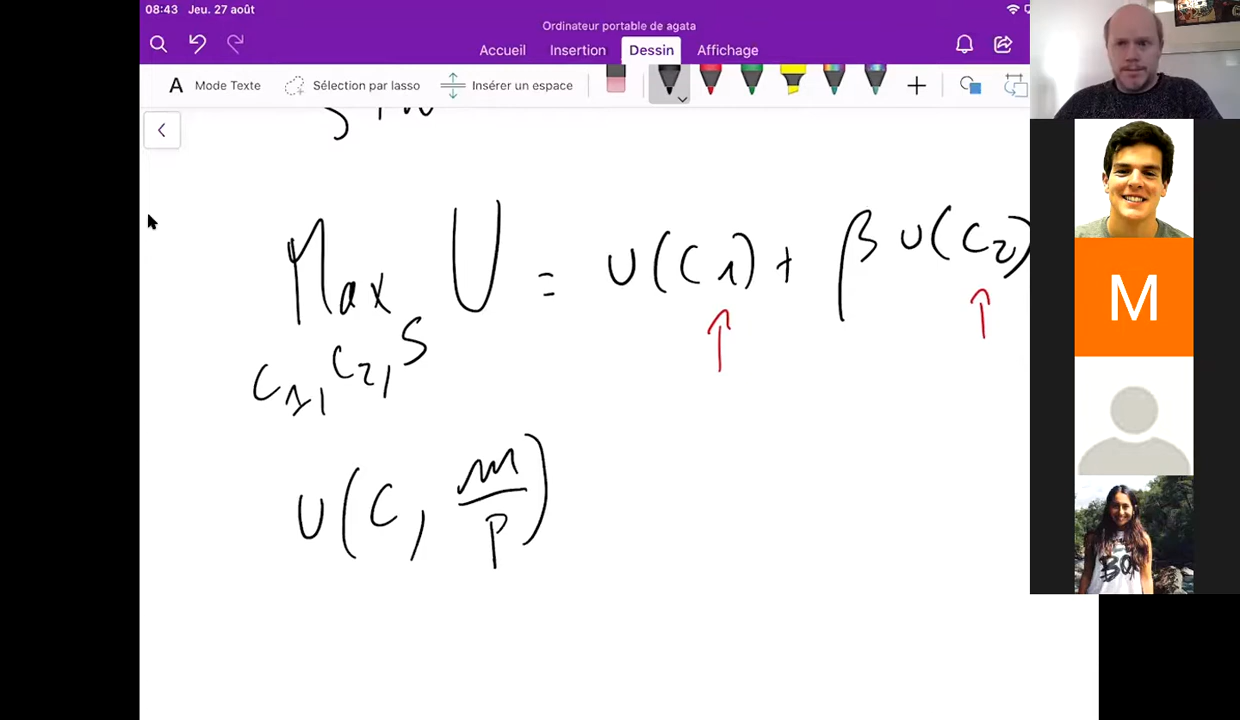 08:43 Jeu. 27 août
Ordinateur portable de agata
Accueil Insertion Dessin Affichage
A Mode Texte Sélection par lasso Insérer un espace
Max U = U(C1) + β U(C2)
C1, C2, S
U(C, m/p)
M
BO